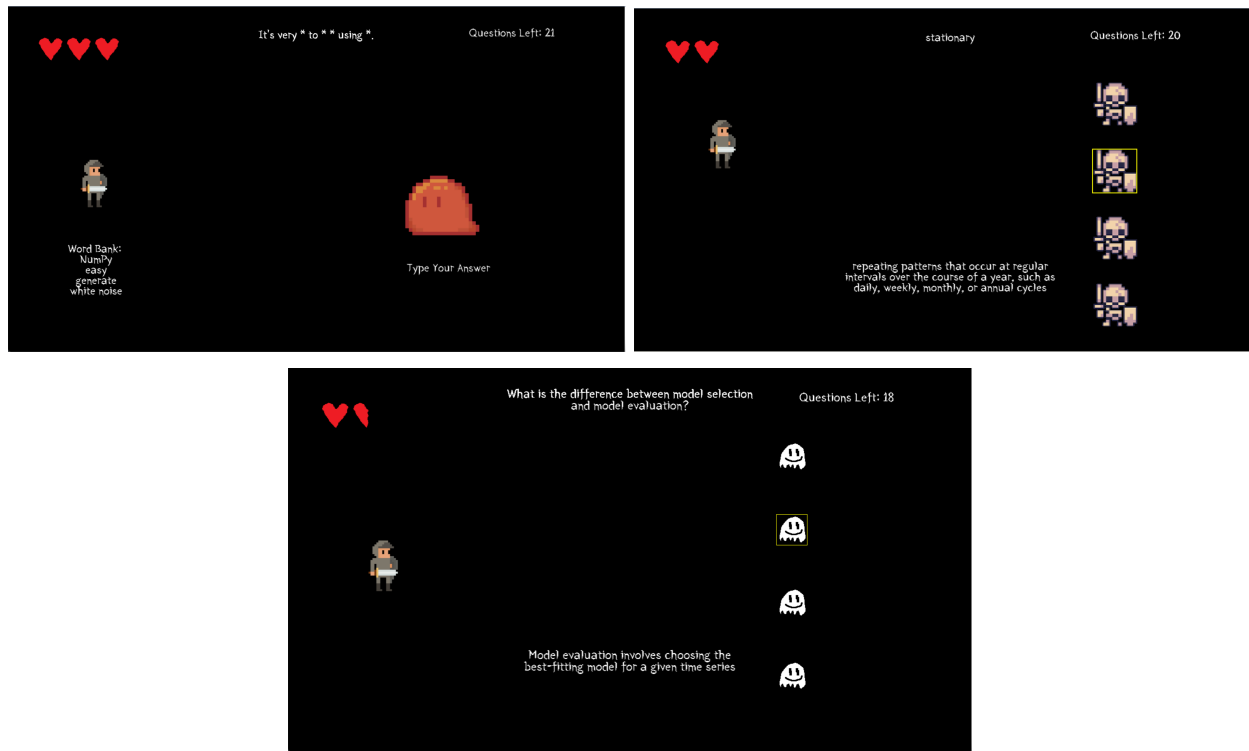 It's very * to * * using *.
Questions Left: 21
Word Bank:
NumPy
easy
generate
white noise
Type Your Answer
stationary
Questions Left: 20
repeating patterns that occur at regular
intervals over the course of a year, such as
daily, weekly, monthly, or annual cycles
What is the difference between model selection
and model evaluation?
Questions Left: 18
Model evaluation involves choosing the
best-fitting model for a given time series